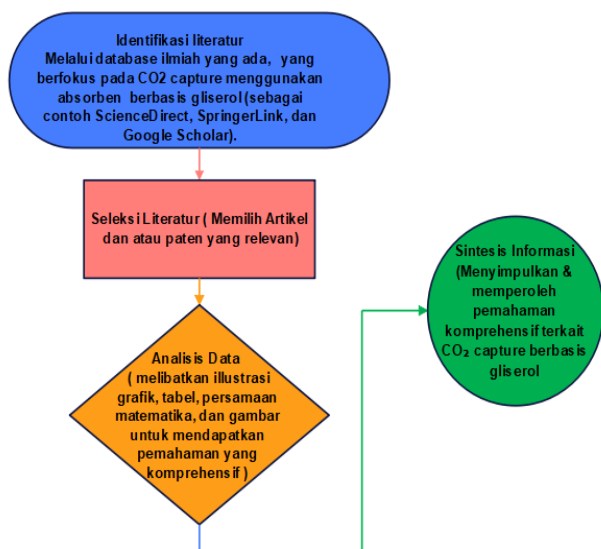 Identifikasi literatur
Melalui database ilmiah yang ada, yang
berfokus pada CO2 capture menggunakan
absorben berbasis gliserol (sebagai
contoh ScienceDirect, SpringerLink, dan
Google Scholar).
Seleksi Literatur ( Memilih Artikel
dan atau paten yang relevan)
Analisis Data
( melibatkan illustrasi
grafik, tabel, persamaan
matematika, dan gambar
untuk mendapatkan
pemahaman yang
komprehensif )
Sintesis Informasi
(Menyimpulkan &
memperoleh
pemahaman
komprehensif terkait
CO₂ capture berbasis
gliserol